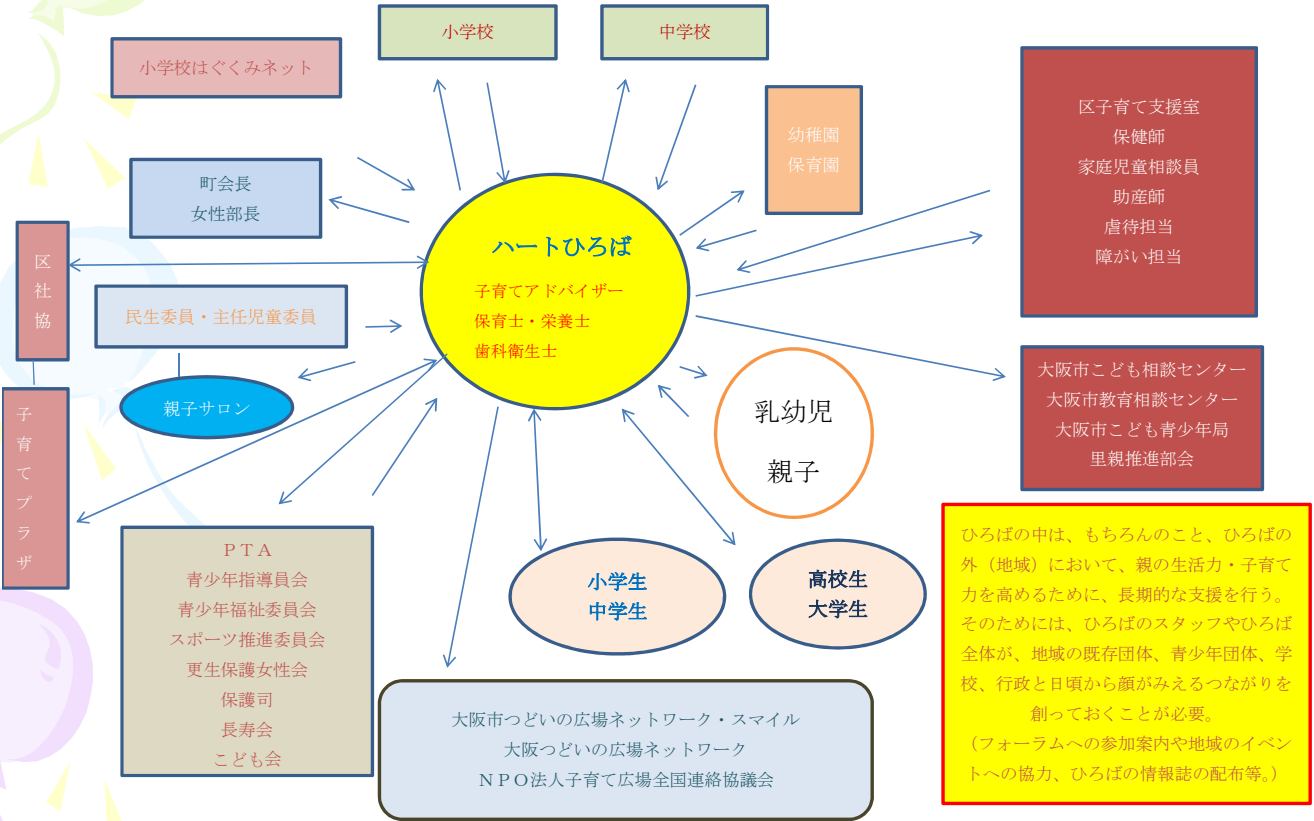 小学校
中学校
小学校はぐくみネット
幼稚園
保育園
区子育て支援室
保健師
家庭児童相談員
助産師
虐待担当
障がい担当
町会長
女性部長
区
社
協
ハートひろば
子育てアドバイザー
保育士・栄養士
歯科衛生士
民生委員・主任児童委員
親子サロン
子
育
て
プ
ラ
ザ
乳幼児
親子
大阪市こども相談センター
大阪市教育相談センター
大阪市こども青少年局
里親推進部会
ＰＴＡ
青少年指導員会
青少年福祉委員会
スポーツ推進委員会
更生保護女性会
保護司
長寿会
こども会
小学生
中学生
高校生
大学生
大阪市つどいの広場ネットワーク・スマイル
大阪つどいの広場ネットワーク
ＮＰＯ法人子育て広場全国連絡協議会
ひろばの中は、もちろんのこと、ひろばの
外（地域）において、親の生活力・子育て
力を高めるために、長期的な支援を行う。
そのためには、ひろばのスタッフやひろば
全体が、地域の既存団体、青少年団体、学
校、行政と日頃から顔がみえるつながりを
創っておくことが必要。
（フォーラムへの参加案内や地域のイベン
トへの協力、ひろばの情報誌の配布等。）